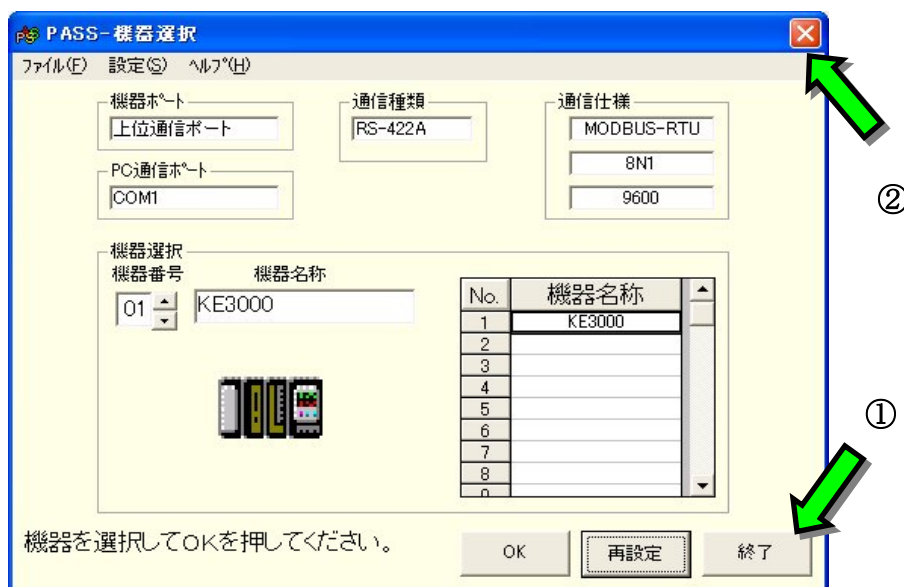 PASS-機器選択
ﾌｧｲﾙ(F) 設定(S) ﾍﾙﾌﾟ(H)
機器ﾎﾟｰﾄ
上位通信ポート
通信種類
RS-422A
通信仕様
MODBUS-RTU
8N1
9600
PC通信ﾎﾟｰﾄ
COM1
②
機器選択
機器番号 機器名称
01 KE3000
No. 機器名称
1 KE3000
2
3
4
5
6
7
8
①
機器を選択してOKを押してください。
OK 再設定 終了